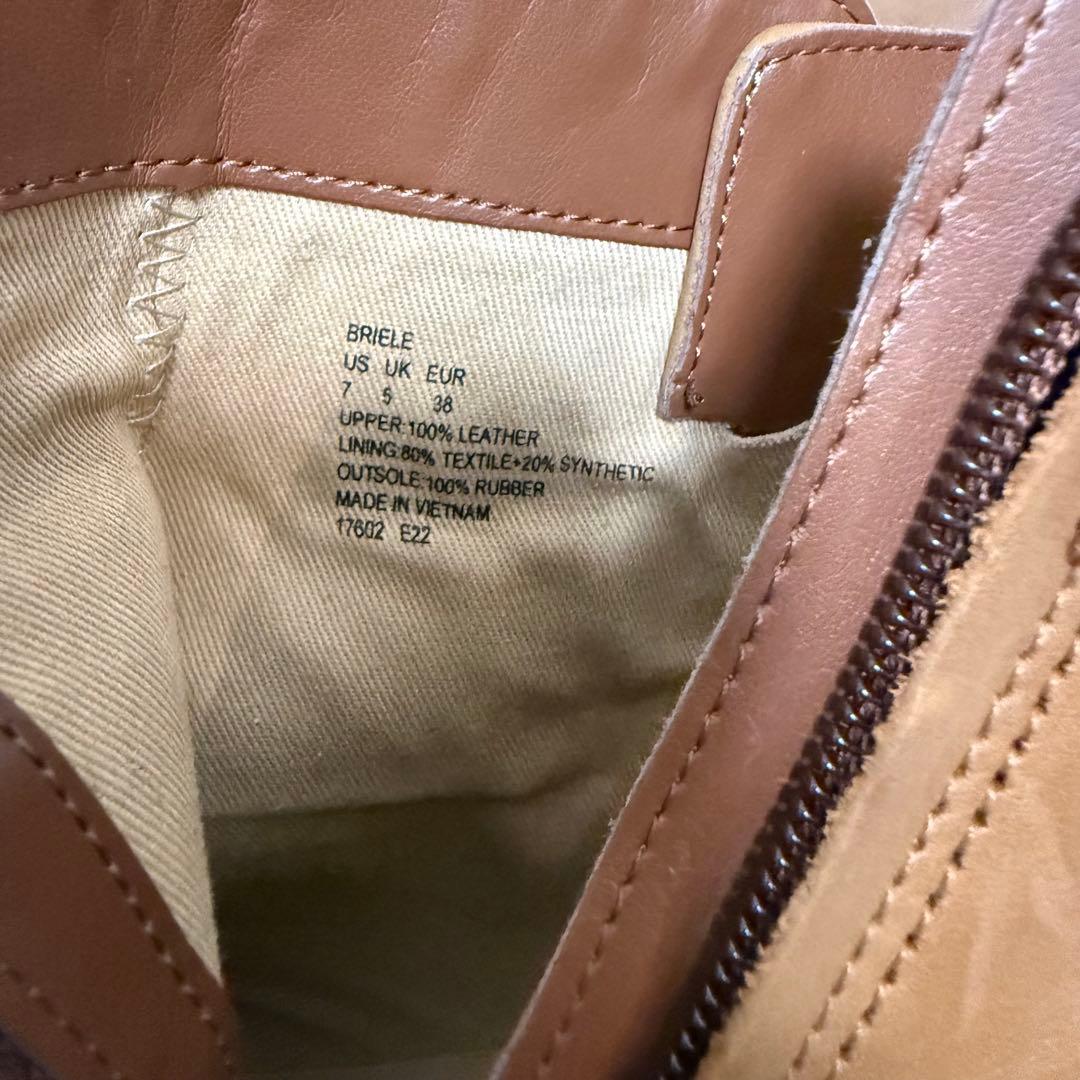 BRIELE
US UK EUR
7 5 38
UPPER:100% LEATHER
LINING:80% TEXTILE+20% SYNTHETIC
OUTSOLE:100% RUBBER
MADE IN VIETNAM
17602 E22